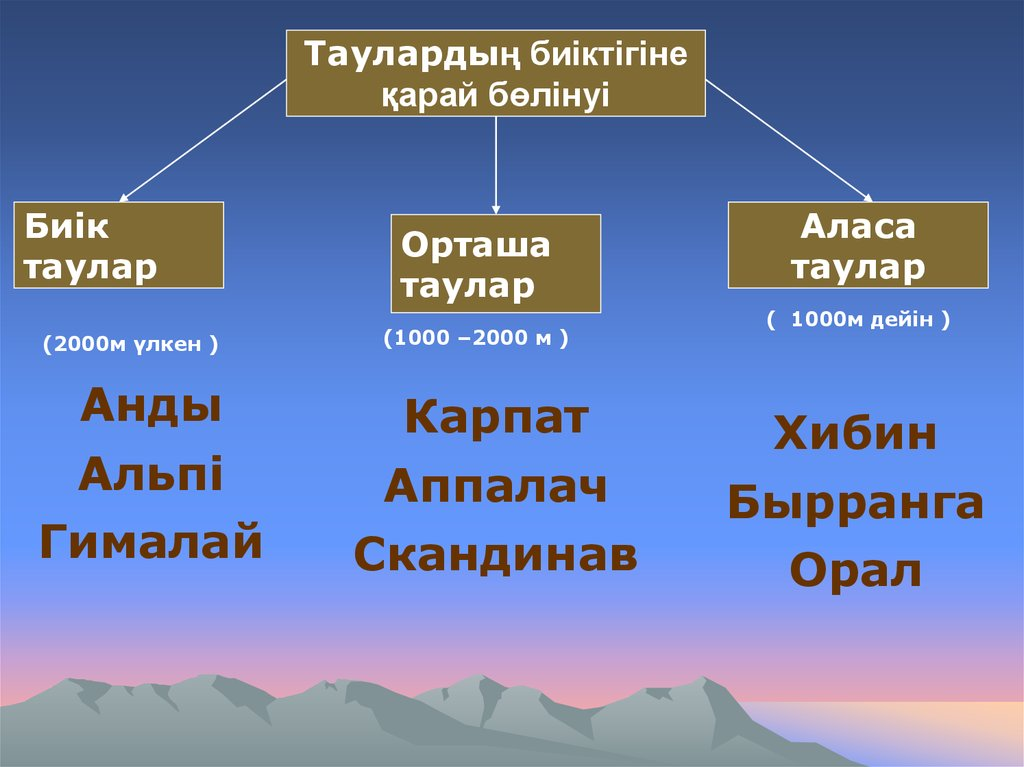 Таулардың биіктігіне
қарай бөлінуі
Биік
таулар
(2000м үлкен )
Анды
Альпі
Гималай
Орташа
таулар
(1000 –2000 м )
Карпат
Аппалач
Скандинав
Аласа
таулар
( 1000м дейін )
Хибин
Бырранга
Орал